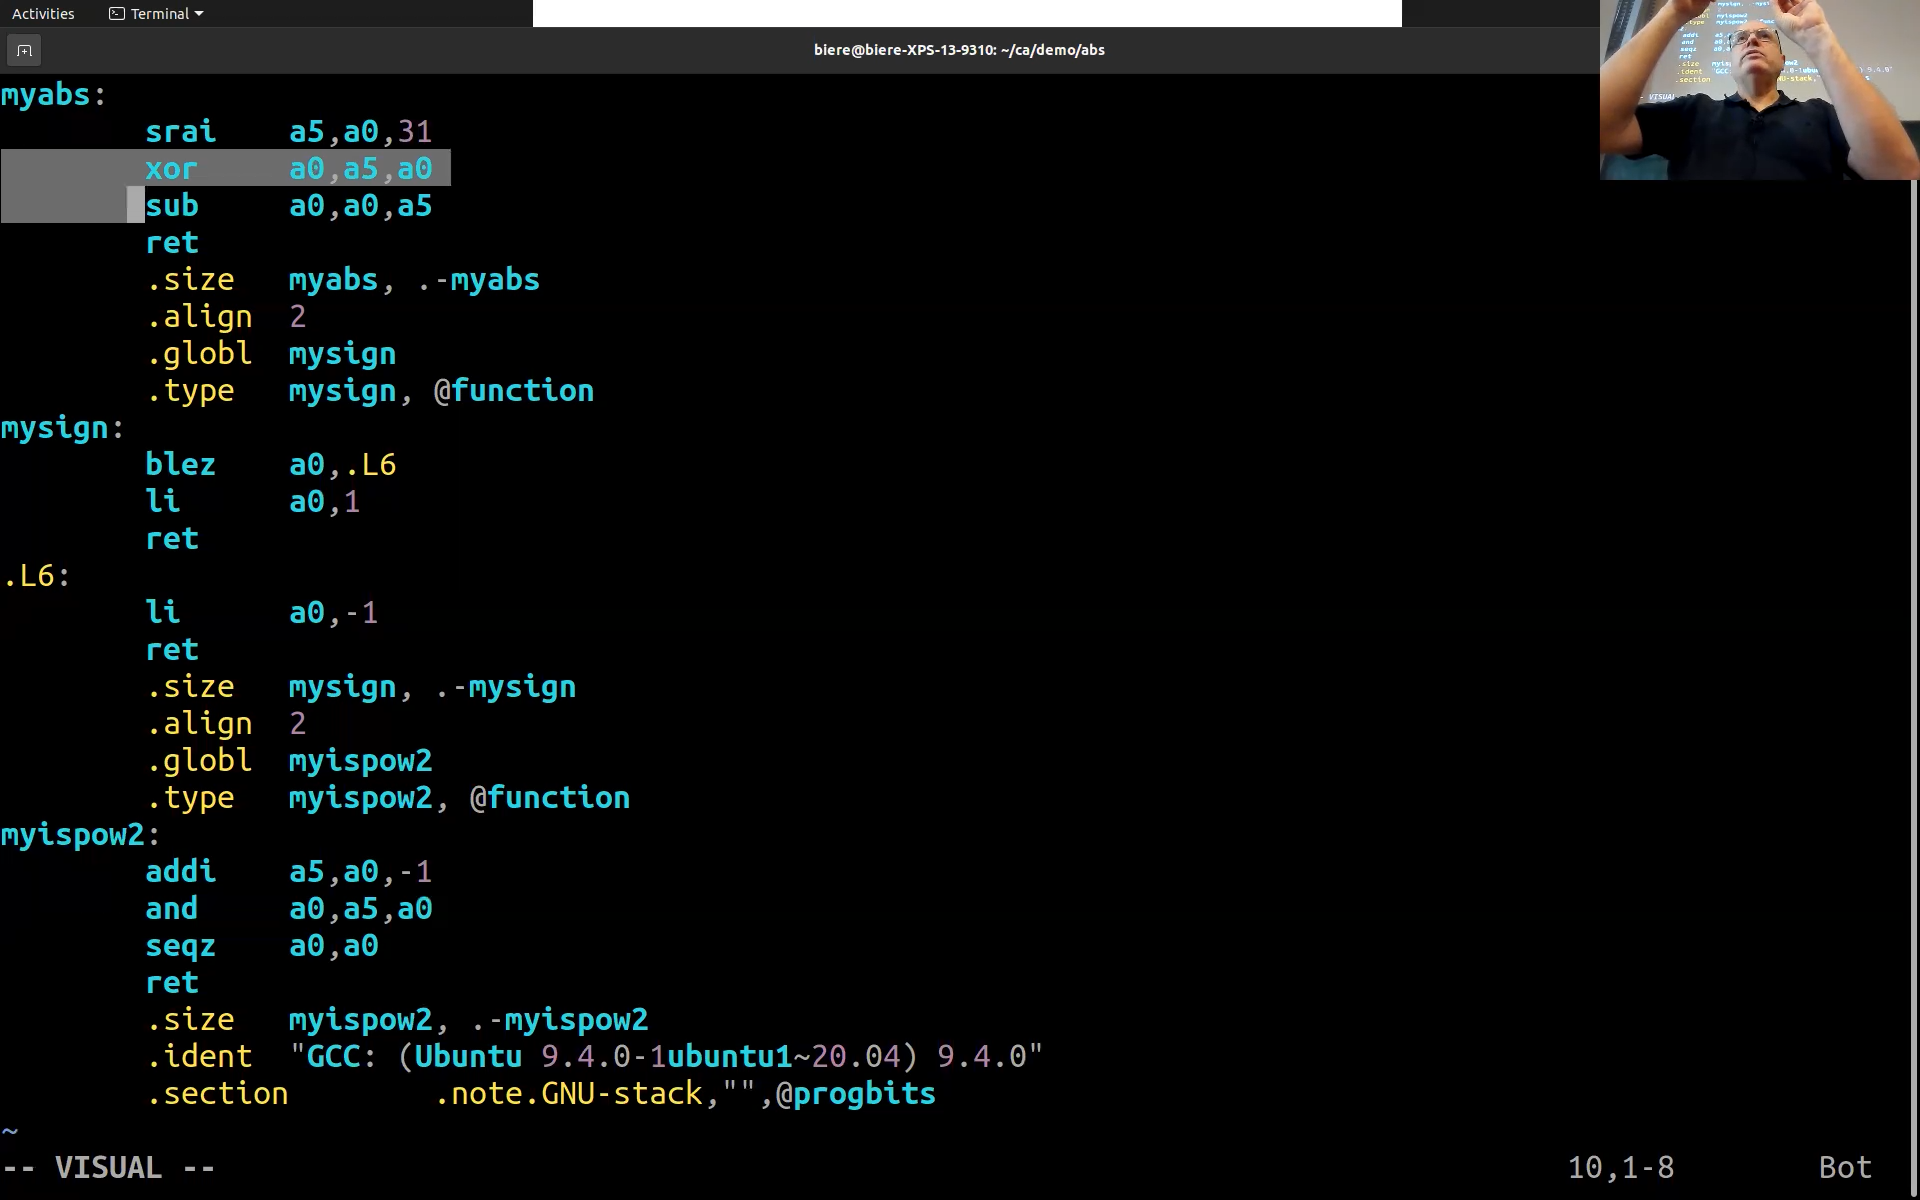 Activities Terminal
biere@biere-XPS-13-9310: ~/ca/demo/abs
myabs:
srai a5,a0,31
xor a0,a5,a0
sub a0,a0,a5
ret
.size myabs, .-myabs
.align 2
.globl mysign
.type mysign, @function
mysign:
blez a0,.L6
li a0,1
ret
.L6:
li a0,-1
ret
.size mysign, .-mysign
.align 2
.globl myispow2
.type myispow2, @function
myispow2:
addi a5,a0,-1
and a0,a5,a0
seqz a0,a0
ret
.size myispow2, .-myispow2
.ident "GCC: (Ubuntu 9.4.0-1ubuntu1~20.04) 9.4.0"
.section .note.GNU-stack,"",@progbits
~
-- VISUAL -- 10,1-8 Bot